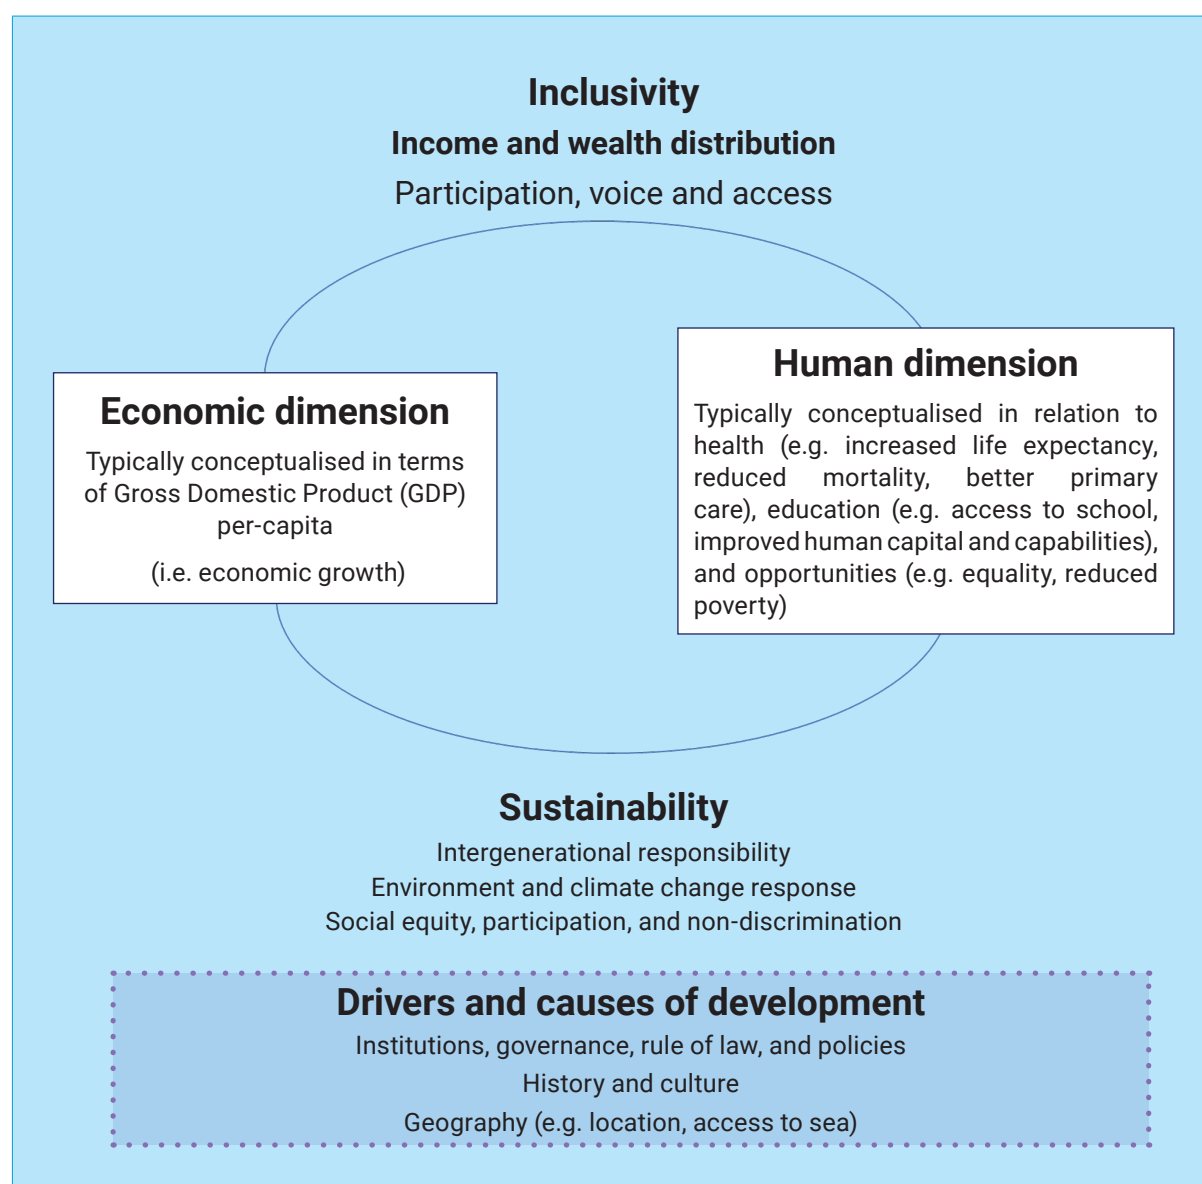 Inclusivity
Income and wealth distribution
Participation, voice and access
Economic dimension
Typically conceptualised in terms
of Gross Domestic Product (GDP)
per-capita
(i.e. economic growth)
Human dimension
Typically conceptualised in relation to
health (e.g. increased life expectancy,
reduced mortality, better primary
care), education (e.g. access to school,
improved human capital and capabilities),
and opportunities (e.g. equality, reduced
poverty)
Sustainability
Intergenerational responsibility
Environment and climate change response
Social equity, participation, and non-discrimination
Drivers and causes of development
Institutions, governance, rule of law, and policies
History and culture
Geography (e.g. location, access to sea)